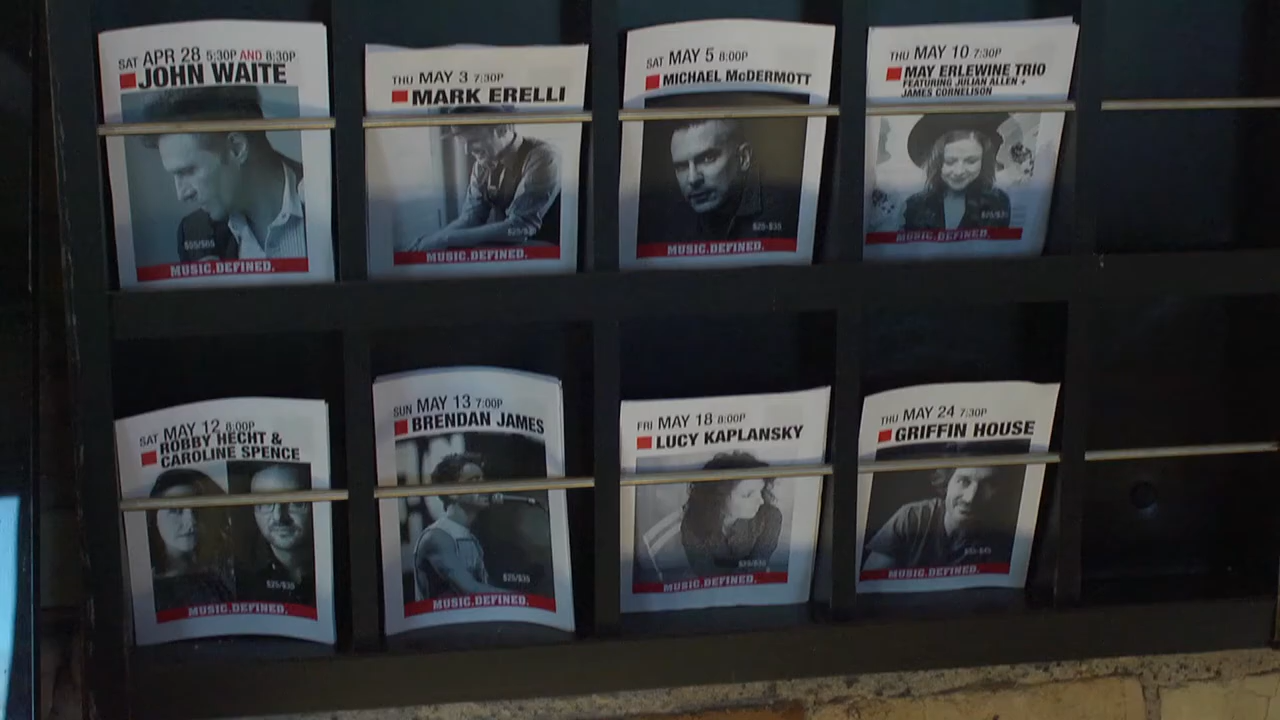 SAT APR 28 5:30P AND 8:30P
JOHN WAITE
$55/$65
MUSIC.DEFINED.
THU MAY 3 7:30P
MARK ERELLI
MUSIC.DEFINED.
SAT MAY 5 8:00P
MICHAEL McDERMOTT
$25-$35
MUSIC.DEFINED.
THU MAY 10 7:30P
MAY ERLEWINE TRIO
FEATURING JULIAN ALLEN +
JAMES CORNELISON
MUSIC.DEFINED.
SAT MAY 12 8:00P
ROBBY HECHT &
CAROLINE SPENCE
MUSIC.DEFINED.
SUN MAY 13 7:00P
BRENDAN JAMES
$25/$35
MUSIC.DEFINED.
FRI MAY 18 8:00P
LUCY KAPLANSKY
MUSIC.DEFINED.
THU MAY 24 7:30P
GRIFFIN HOUSE
MUSIC.DEFINED.